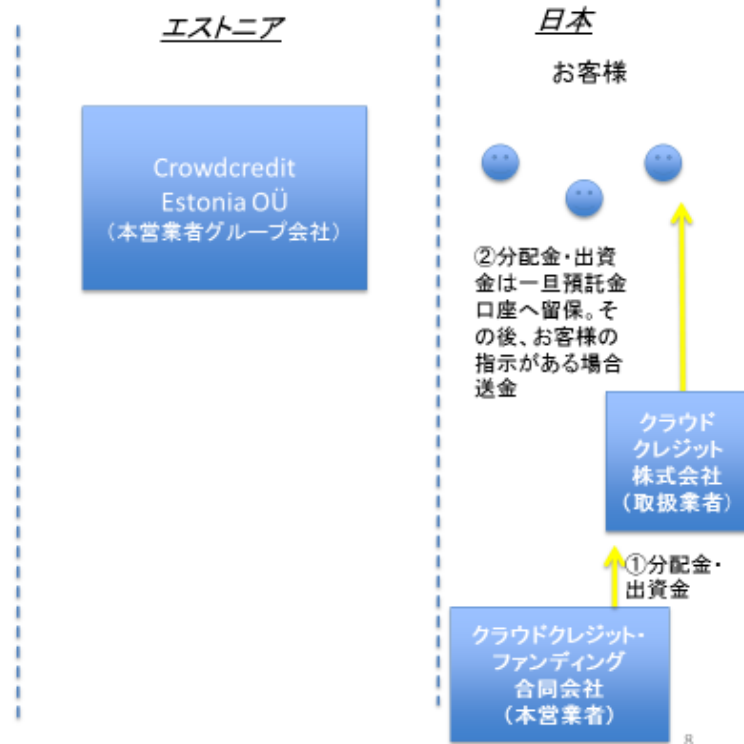 エストニア
日本
お客様
Crowdcredit
Estonia OÜ
（本営業者グループ会社）
②分配金・出資
金は一旦預託金
口座へ留保。そ
の後、お客様の
指示がある場合
送金
クラウド
クレジット
株式会社
（取扱業者）
①分配金・
出資金
クラウドクレジット・
ファンディング
合同会社
（本営業者）
8